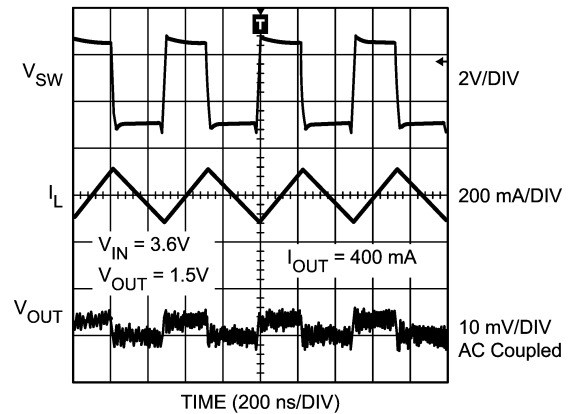 T
V_SW
2V/DIV
I_L
200 mA/DIV
V_IN = 3.6V
V_OUT = 1.5V
I_OUT = 400 mA
V_OUT
10 mV/DIV
AC Coupled
TIME (200 ns/DIV)